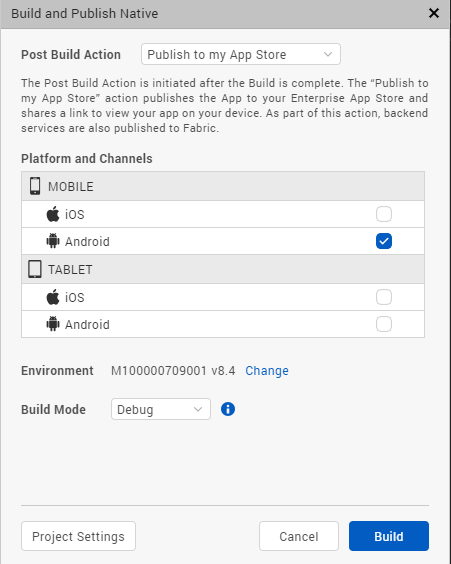 Build and Publish Native
Post Build Action Publish to my App Store
The Post Build Action is initiated after the Build is complete. The “Publish to
my App Store” action publishes the App to your Enterprise App Store and
shares a link to view your app on your device. As part of this action, backend
services are also published to Fabric.
Platform and Channels
MOBILE
iOS
Android
TABLET
iOS
Android
Environment M100000709001 v8.4 Change
Build Mode Debug
Project Settings Cancel Build